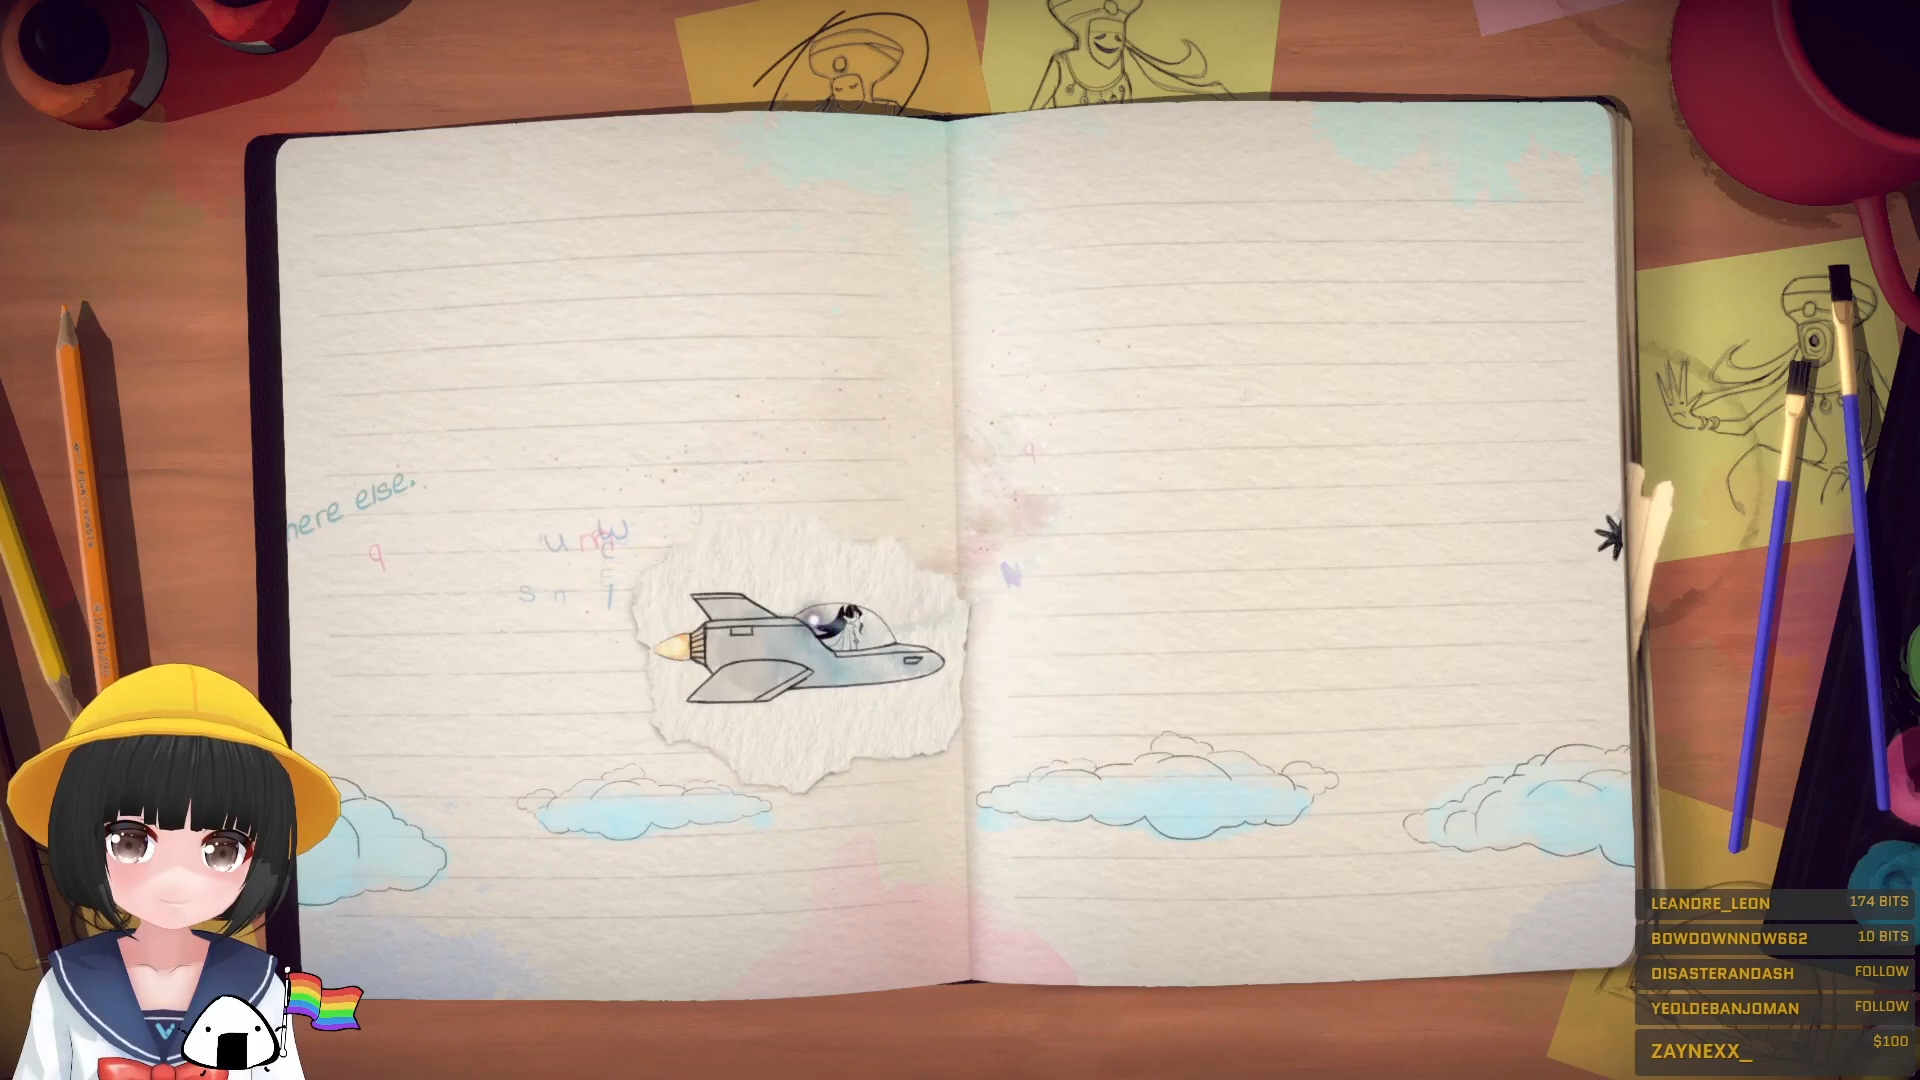 here else.
q
u
q
g
s n
LEANDRE_LEON 174 BITS
BOWDOWNNOW662 10 BITS
DISASTERANDASH FOLLOW
YEOLDEBANJOMAN FOLLOW
ZAYNEXX_ $100